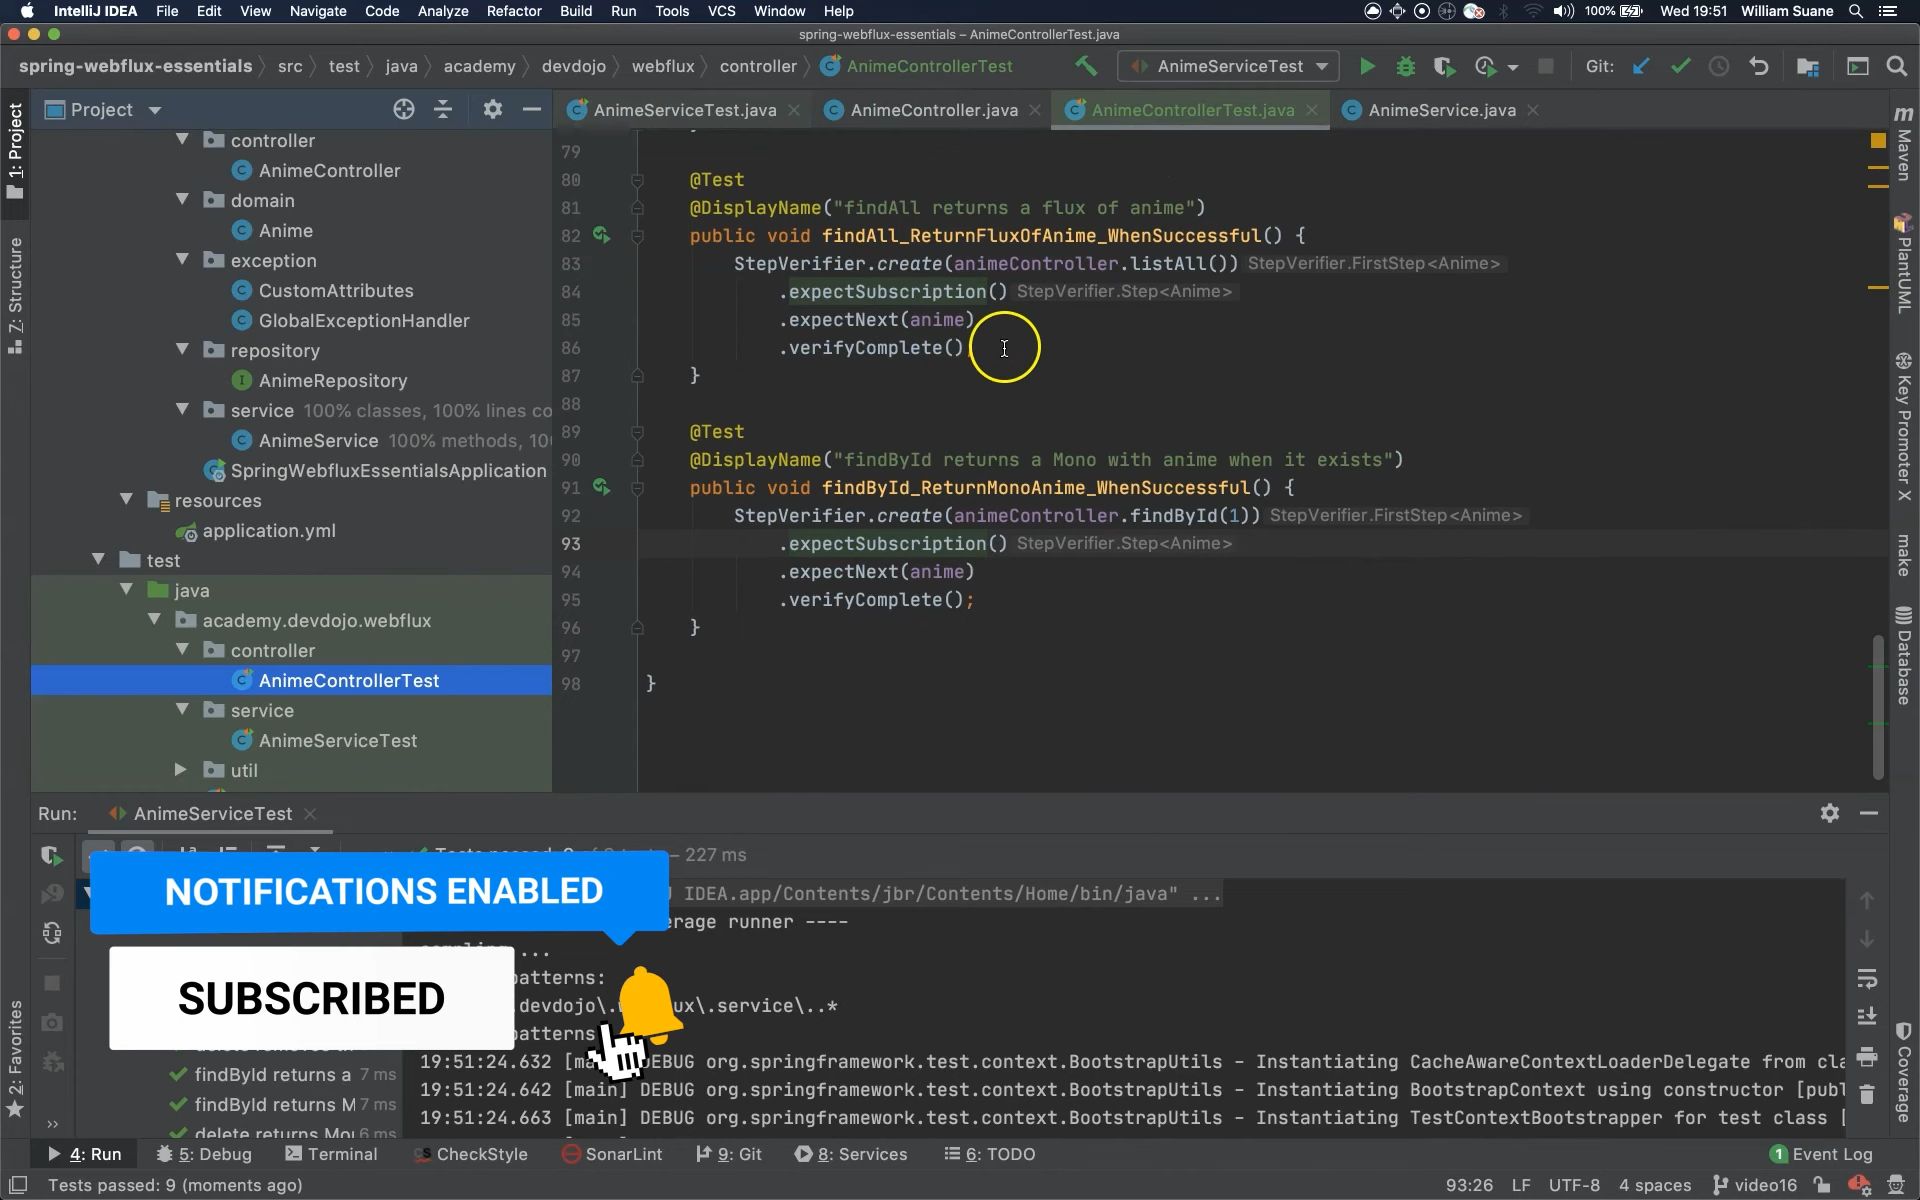 IntelliJ IDEA File Edit View Navigate Code Analyze Refactor Build Run Tools VCS Window Help 100% Wed 19:51 William Suane
spring-webflux-essentials – AnimeControllerTest.java
spring-webflux-essentials src test java academy devdojo webflux controller AnimeControllerTest AnimeServiceTest Git:
Project AnimeServiceTest.java AnimeController.java AnimeControllerTest.java AnimeService.java
1: Project
7: Structure
2: Favorites
controller
AnimeController
domain
Anime
exception
CustomAttributes
GlobalExceptionHandler
repository
AnimeRepository
service 100% classes, 100% lines co
AnimeService 100% methods, 10
SpringWebfluxEssentialsApplication
resources
application.yml
test
java
academy.devdojo.webflux
controller
AnimeControllerTest
service
AnimeServiceTest
util
79
80 @Test
81 @DisplayName("findAll returns a flux of anime")
82 public void findAll_ReturnFluxOfAnime_WhenSuccessful() {
83 StepVerifier.create(animeController.listAll()) StepVerifier.FirstStep<Anime>
84 .expectSubscription() StepVerifier.Step<Anime>
85 .expectNext(anime)
86 .verifyComplete();
87 }
88
89 @Test
90 @DisplayName("findById returns a Mono with anime when it exists")
91 public void findById_ReturnMonoAnime_WhenSuccessful() {
92 StepVerifier.create(animeController.findById(1)) StepVerifier.FirstStep<Anime>
93 .expectSubscription() StepVerifier.Step<Anime>
94 .expectNext(anime)
95 .verifyComplete();
96 }
97
98 }
m Maven
PlantUML
Key Promoter X
make
Database
Coverage
Run: AnimeServiceTest
– 227 ms
IDEA.app/Contents/jbr/Contents/Home/bin/java" ...
erage runner ----
...
atterns:
.devdojo\. ux\.service\..*
atterns
NOTIFICATIONS ENABLED
SUBSCRIBED
findById returns a 7 ms
findById returns M 7 ms
delete returns Mo 6 ms
19:51:24.632 [ma DEBUG org.springframework.test.context.BootstrapUtils - Instantiating CacheAwareContextLoaderDelegate from cla
19:51:24.642 [main] DEBUG org.springframework.test.context.BootstrapUtils - Instantiating BootstrapContext using constructor [publ
19:51:24.663 [main] DEBUG org.springframework.test.context.BootstrapUtils - Instantiating TestContextBootstrapper for test class [
4: Run 5: Debug Terminal CheckStyle SonarLint 9: Git 8: Services 6: TODO 1 Event Log
Tests passed: 9 (moments ago) 93:26 LF UTF-8 4 spaces video16